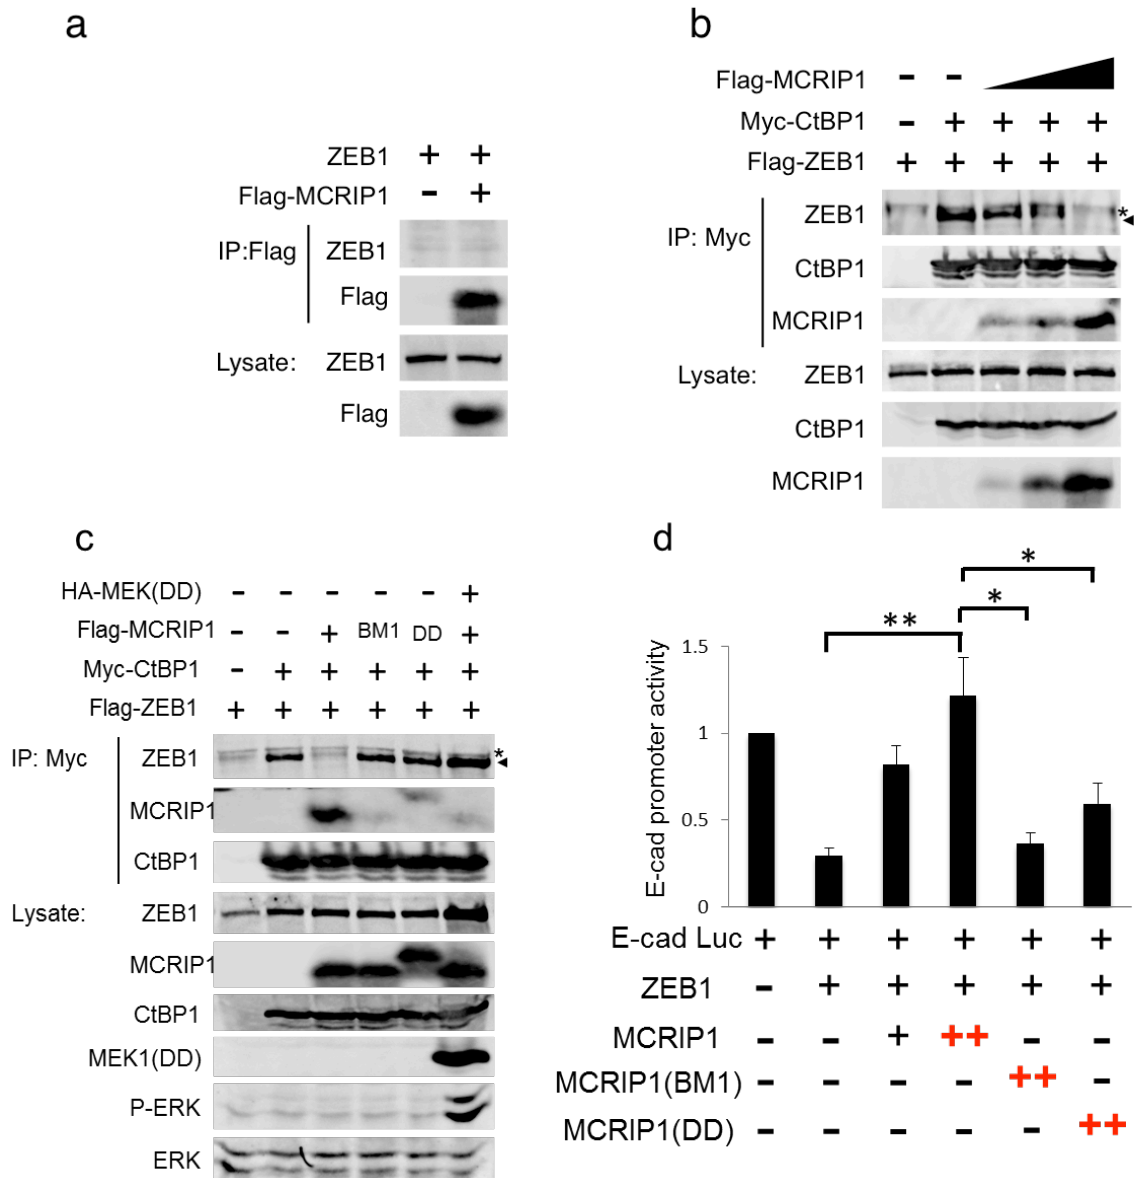 a
ZEB1 + +
Flag-MCRIP1 - +
IP:Flag ZEB1
Flag
Lysate: ZEB1
Flag
b
Flag-MCRIP1 - -
Myc-CtBP1 - + + + +
Flag-ZEB1 + + + + +
IP: Myc ZEB1 *
CtBP1
MCRIP1
Lysate: ZEB1
CtBP1
MCRIP1
c
HA-MEK(DD) - - - - - +
Flag-MCRIP1 - - + BM1 DD +
Myc-CtBP1 - + + + + +
Flag-ZEB1 + + + + + +
IP: Myc ZEB1 *
MCRIP1
CtBP1
Lysate: ZEB1
MCRIP1
CtBP1
MEK1(DD)
P-ERK
ERK
d
*
** *
1.5
1
0.5
0
E-cad promoter activity
E-cad Luc + + + + + +
ZEB1 - + + + + +
MCRIP1 - - + ++ - -
MCRIP1(BM1) - - - - ++ -
MCRIP1(DD) - - - - - ++